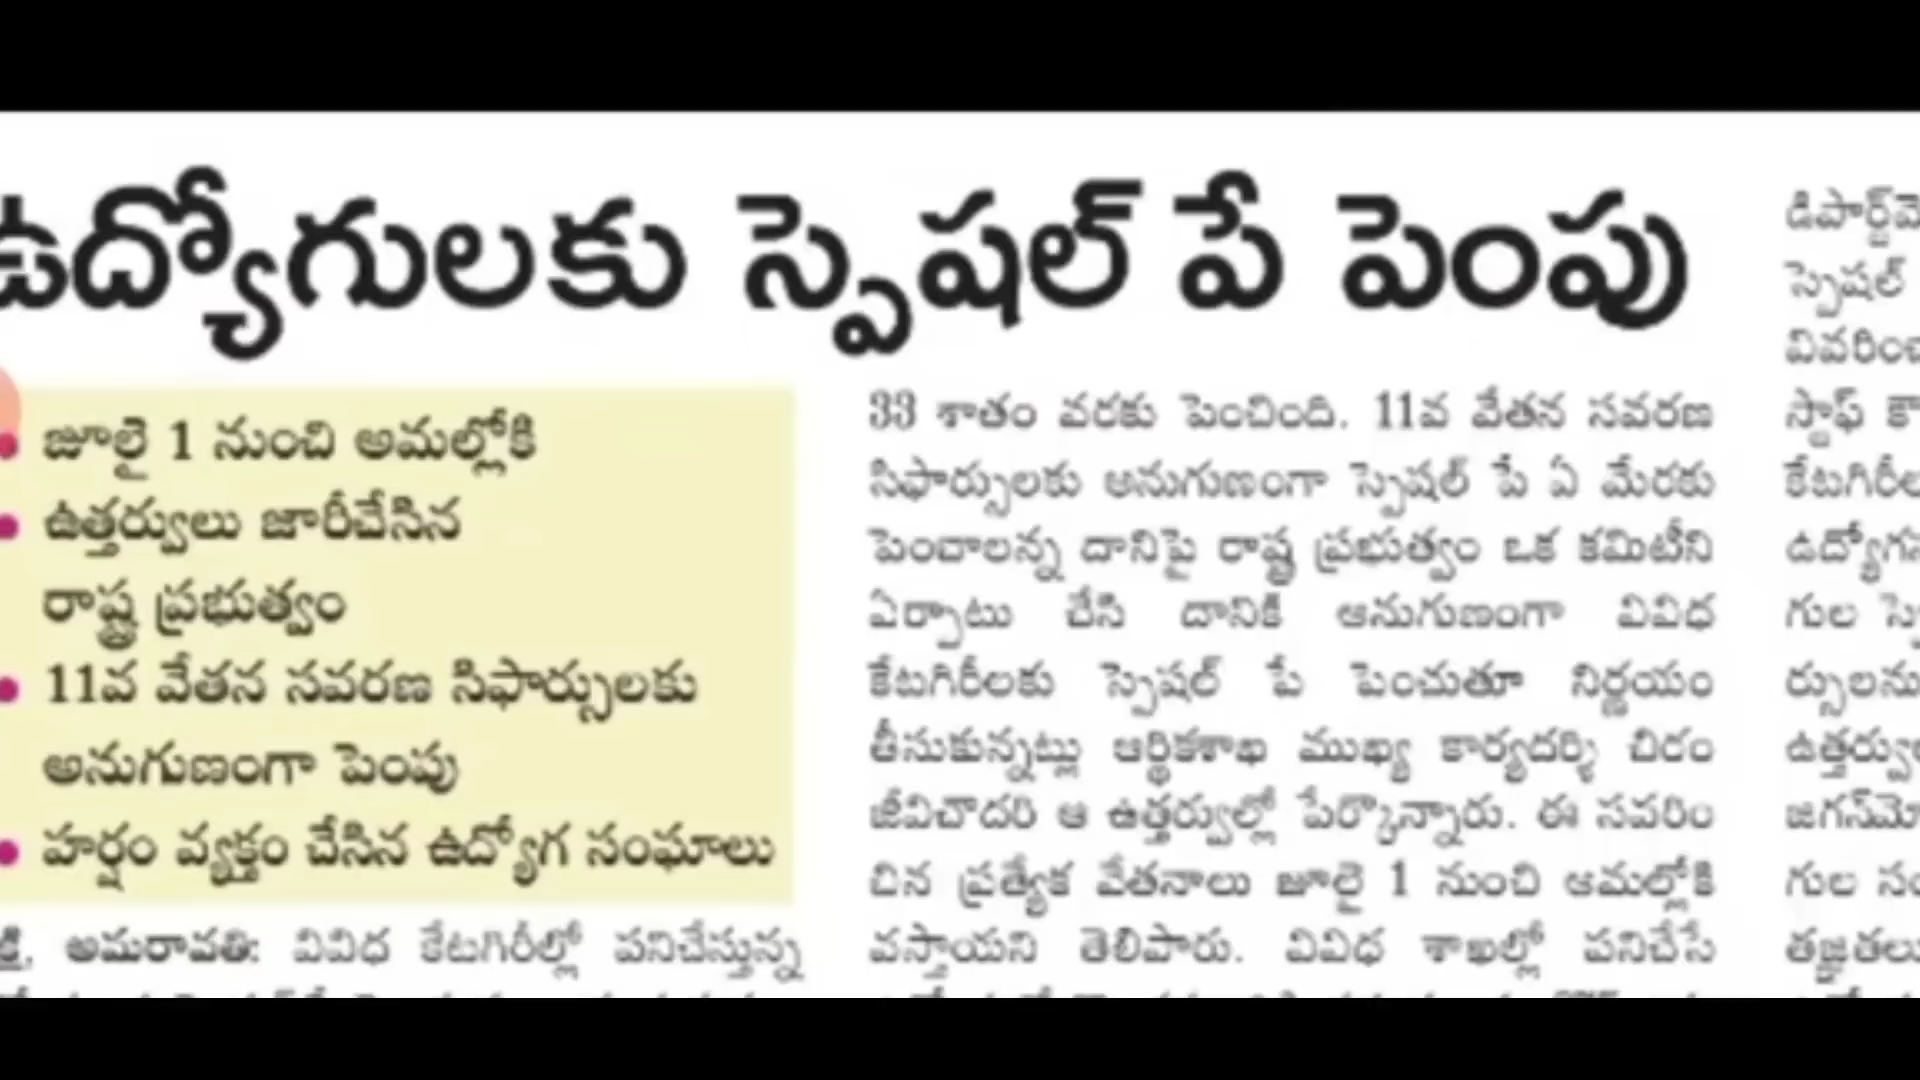 ఉద్యోగులకు స్పెషల్ పే పెంపు
జూలై 1 నుంచి అమల్లోకి
ఉత్తర్వులు జారీచేసిన
రాష్ట్ర ప్రభుత్వం
11వ వేతన సవరణ సిఫార్సులకు
అనుగుణంగా పెంపు
హర్షం వ్యక్తం చేసిన ఉద్యోగ సంఘాలు
అమరావతి: వివిధ కేటగిరీల్లో పనిచేస్తున్న
33 శాతం వరకు పెంచింది. 11వ వేతన సవరణ
సిఫార్సులకు అనుగుణంగా స్పెషల్ పే ఏ మేరకు
పెంచాలన్న దానిపై రాష్ట్ర ప్రభుత్వం ఒక కమిటీని
ఏర్పాటు చేసి దానికి అనుగుణంగా వివిధ
కేటగిరీలకు స్పెషల్ పే పెంచుతూ నిర్ణయం
తీసుకున్నట్లు ఆర్థికశాఖ ముఖ్య కార్యదర్శి చిరం
జీవిచౌదరి ఆ ఉత్తర్వుల్లో పేర్కొన్నారు. ఈ సవరిం
చిన ప్రత్యేక వేతనాలు జూలై 1 నుంచి అమల్లోకి
వస్తాయని తెలిపారు. వివిధ శాఖల్లో పనిచేసే
స్పెషల్
స్టాఫ్